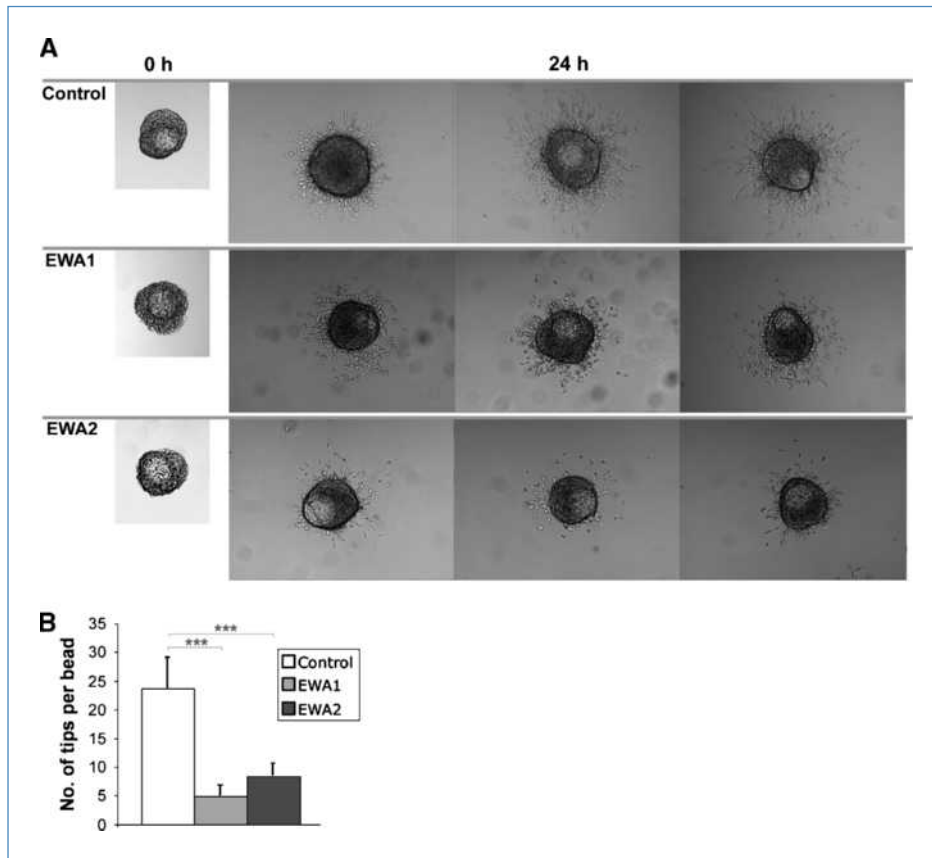 A
0 h 24 h
Control
EWA1
EWA2
B
No. of tips per bead
35
30
25
20
15
10
5
0
***
***
Control
EWA1
EWA2